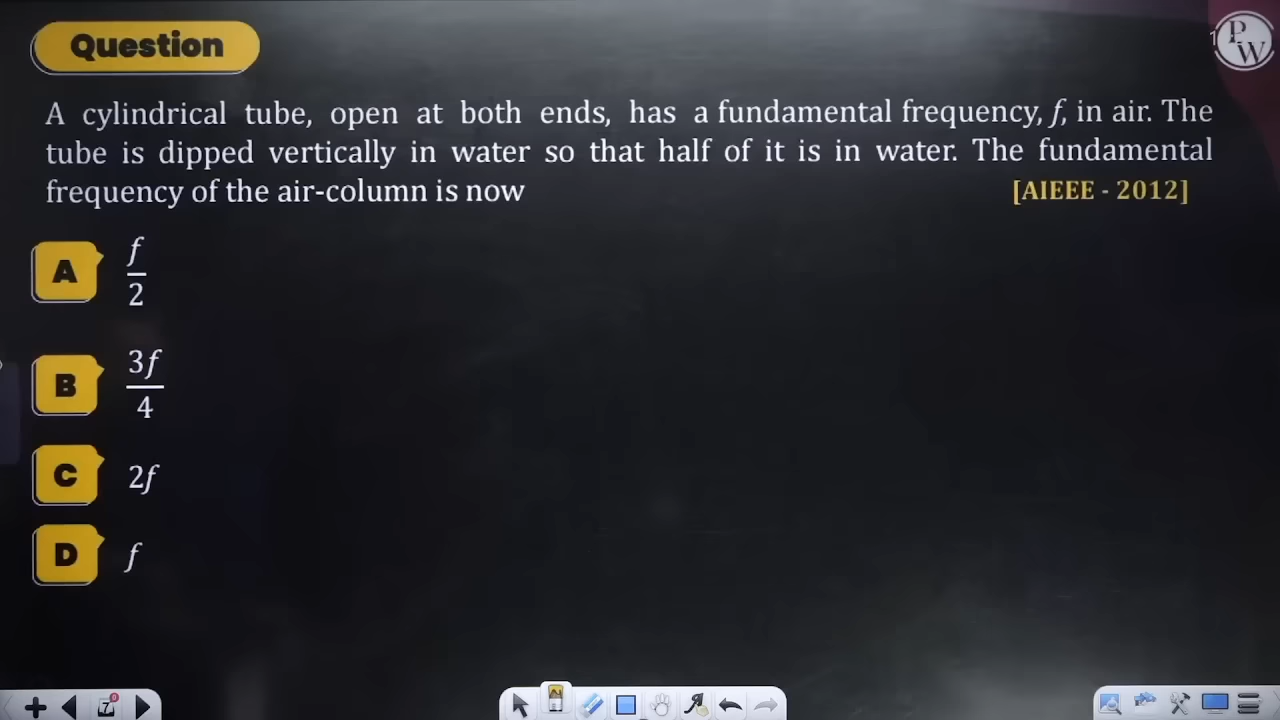 Question
PW
A cylindrical tube, open at both ends, has a fundamental frequency, f, in air. The
tube is dipped vertically in water so that half of it is in water. The fundamental
frequency of the air-column is now
[AIEEE - 2012]
A f/2
B 3f/4
C 2f
D f